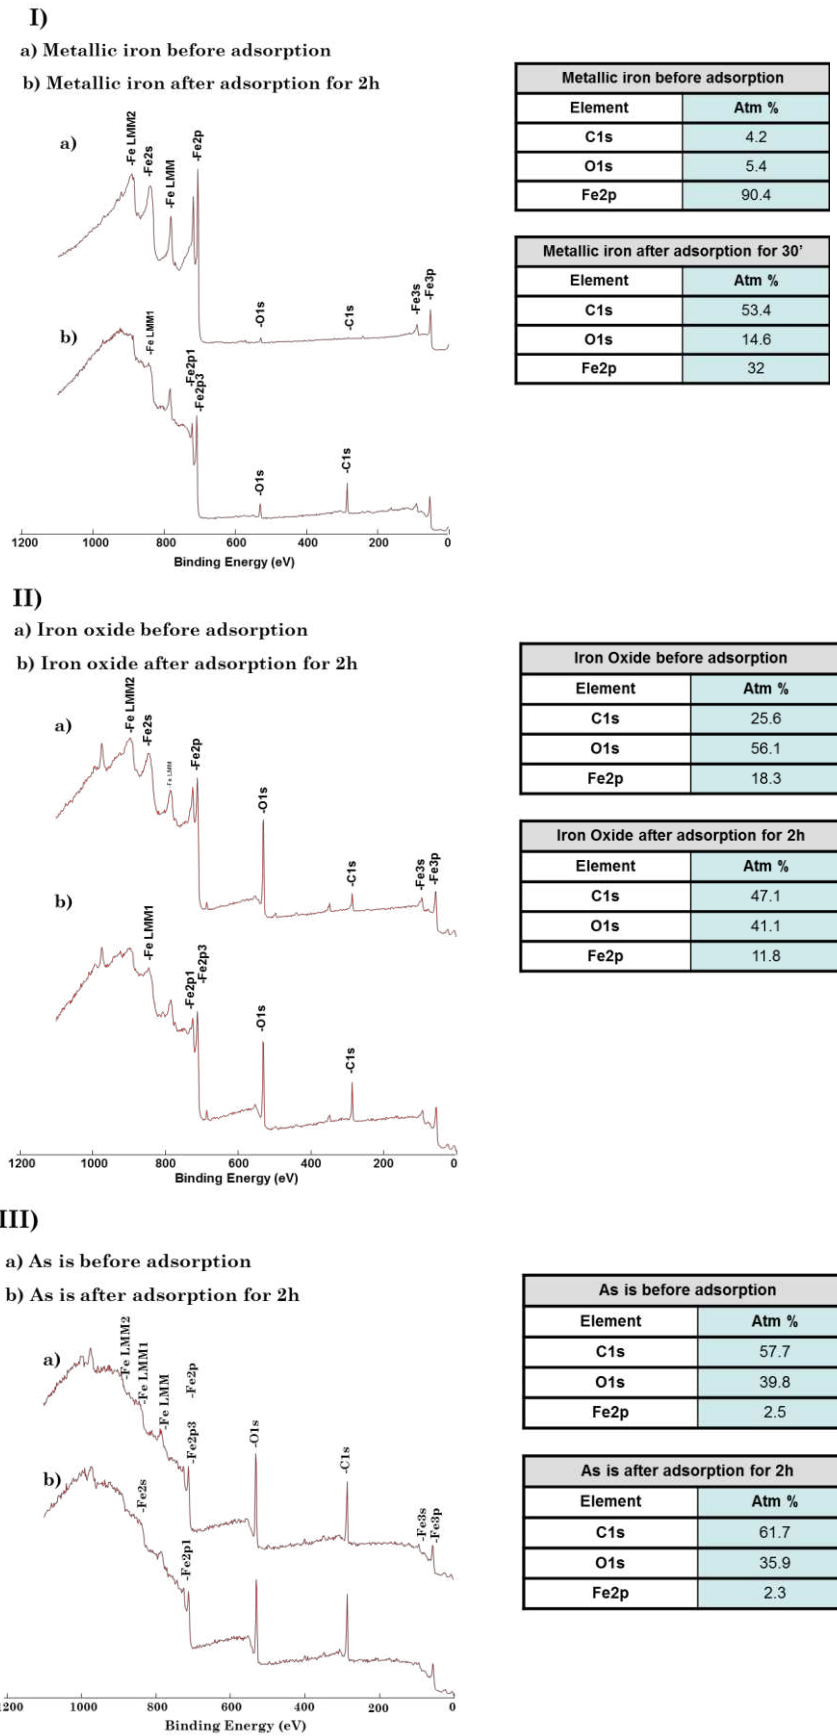 I)
a) Metallic iron before adsorption
b) Metallic iron after adsorption for 2h
a)
-Fe LMM2
-Fe2s
-Fe LMM
-Fe2p
-O1s
-C1s
-Fe3s
-Fe3p
b)
-Fe LMM1
-Fe2p1
-Fe2p3
-O1s
-C1s
1200 1000 800 600 400 200 0
Binding Energy (eV)
Metallic iron before adsorption
Element Atm %
C1s 4.2
O1s 5.4
Fe2p 90.4
Metallic iron after adsorption for 30’
Element Atm %
C1s 53.4
O1s 14.6
Fe2p 32
II)
a) Iron oxide before adsorption
b) Iron oxide after adsorption for 2h
a)
-Fe LMM2
-Fe2s
-Fe LMM
-Fe2p
-O1s
-C1s
-Fe3s
-Fe3p
b)
-Fe LMM1
-Fe2p1
-Fe2p3
-O1s
-C1s
1200 1000 800 600 400 200 0
Binding Energy (eV)
Iron Oxide before adsorption
Element Atm %
C1s 25.6
O1s 56.1
Fe2p 18.3
Iron Oxide after adsorption for 2h
Element Atm %
C1s 47.1
O1s 41.1
Fe2p 11.8
III)
a) As is before adsorption
b) As is after adsorption for 2h
a)
-Fe LMM2
-Fe LMM1
-Fe LMM
-Fe2p
-Fe2p3
-O1s
-C1s
b)
-Fe2s
-Fe2p1
-Fe3s
-Fe3p
1200 1000 800 600 400 200 0
Binding Energy (eV)
As is before adsorption
Element Atm %
C1s 57.7
O1s 39.8
Fe2p 2.5
As is after adsorption for 2h
Element Atm %
C1s 61.7
O1s 35.9
Fe2p 2.3